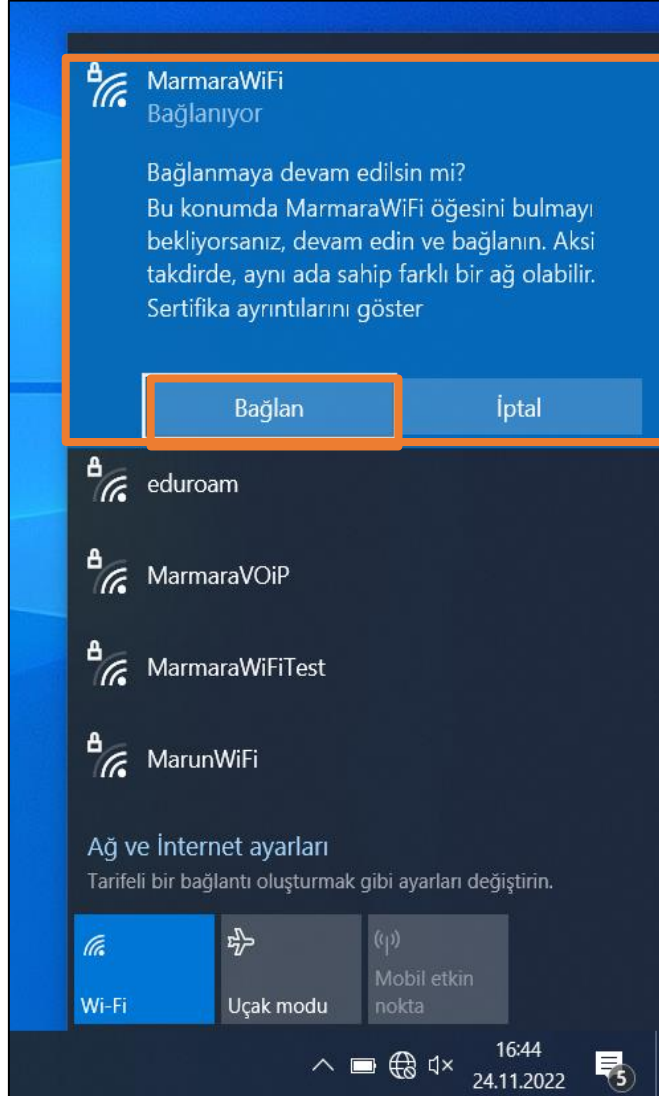 MarmaraWiFi
Bağlanıyor
Bağlanmaya devam edilsin mi?
Bu konumda MarmaraWiFi öğesini bulmayı
bekliyorsanız, devam edin ve bağlanın. Aksi
takdirde, aynı ada sahip farklı bir ağ olabilir.
Sertifika ayrıntılarını göster
Bağlan İptal
eduroam
MarmaraVOiP
MarmaraWiFiTest
MarunWiFi
Ağ ve İnternet ayarları
Tarifeli bir bağlantı oluşturmak gibi ayarları değiştirin.
Mobil etkin
Wi-Fi Uçak modu nokta
16:44
24.11.2022 5